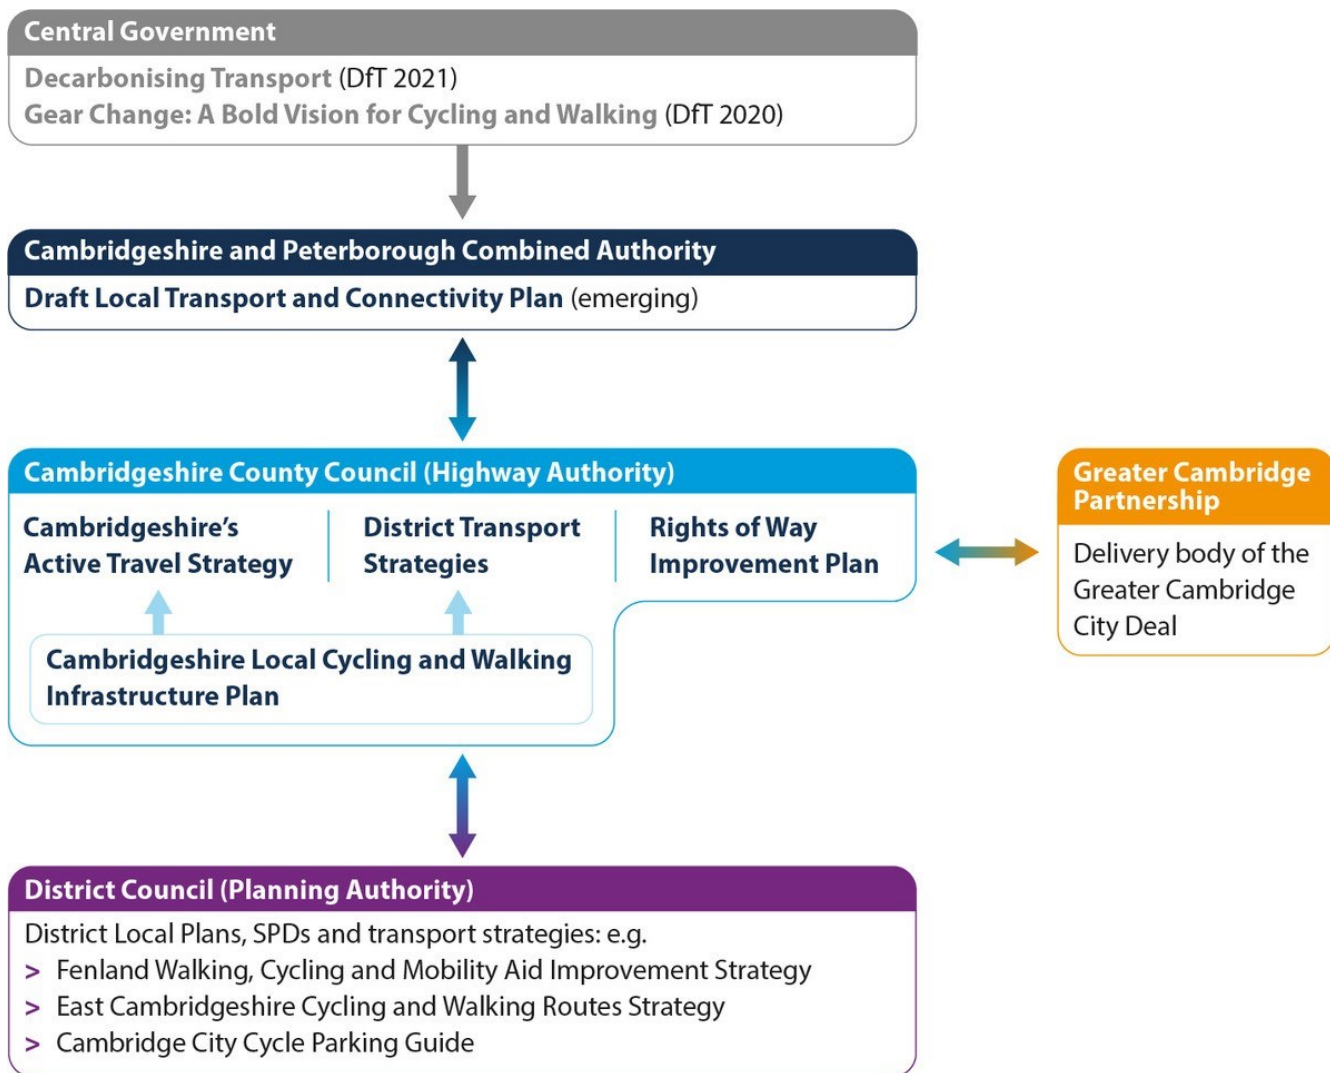 Central Government
Decarbonising Transport (DfT 2021)
Gear Change: A Bold Vision for Cycling and Walking (DfT 2020)
Cambridgeshire and Peterborough Combined Authority
Draft Local Transport and Connectivity Plan (emerging)
Cambridgeshire County Council (Highway Authority)
Cambridgeshire’s
Active Travel Strategy
District Transport
Strategies
Rights of Way
Improvement Plan
Cambridgeshire Local Cycling and Walking
Infrastructure Plan
Greater Cambridge
Partnership
Delivery body of the
Greater Cambridge
City Deal
District Council (Planning Authority)
District Local Plans, SPDs and transport strategies: e.g.
> Fenland Walking, Cycling and Mobility Aid Improvement Strategy
> East Cambridgeshire Cycling and Walking Routes Strategy
> Cambridge City Cycle Parking Guide